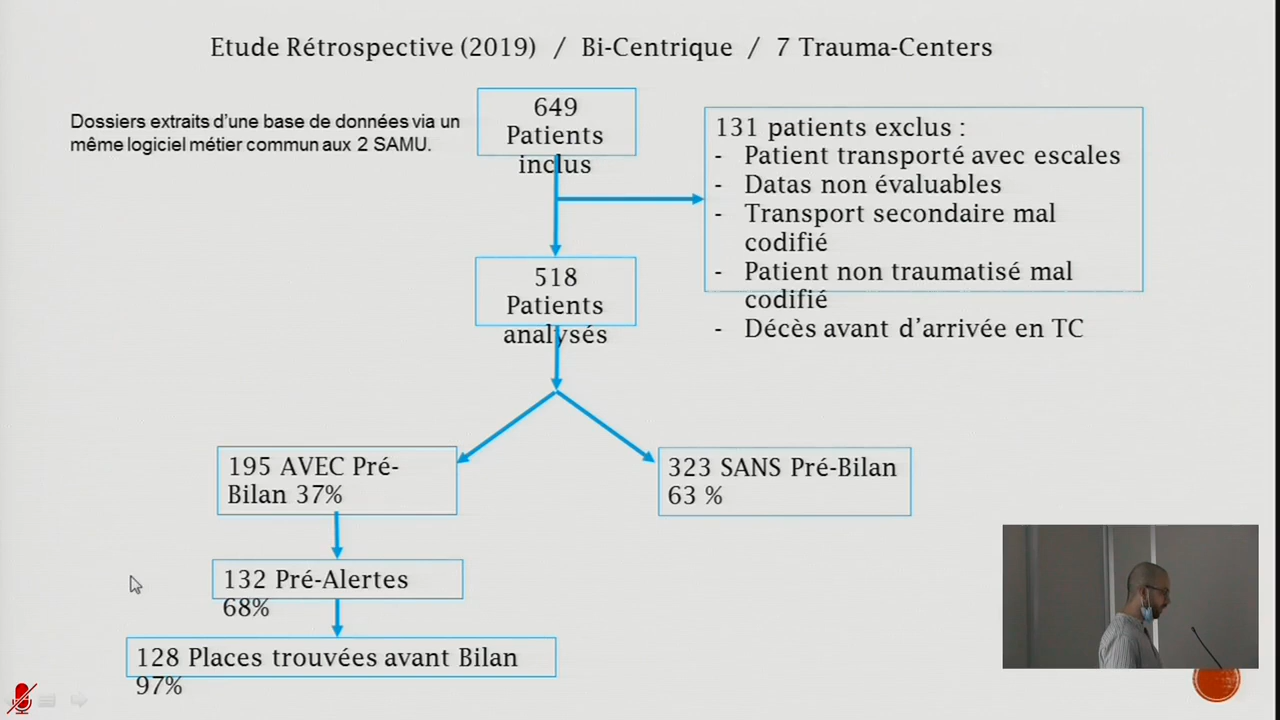 Etude Rétrospective (2019) / Bi-Centrique / 7 Trauma-Centers
Dossiers extraits d'une base de données via un
même logiciel métier commun aux 2 SAMU.
649
Patients
inclus
131 patients exclus :
- Patient transporté avec escales
- Datas non évaluables
- Transport secondaire mal
codifié
- Patient non traumatisé mal
codifié
- Décès avant d'arrivée en TC
518
Patients
analysés
195 AVEC Pré-
Bilan 37%
323 SANS Pré-Bilan
63 %
132 Pré-Alertes
68%
128 Places trouvées avant Bilan
97%